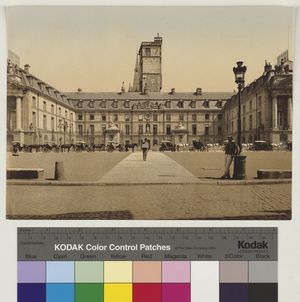 Kodak
KODAK Color Control Patches
Blue Cyan Green Yellow Red Magenta White 3/Color Black